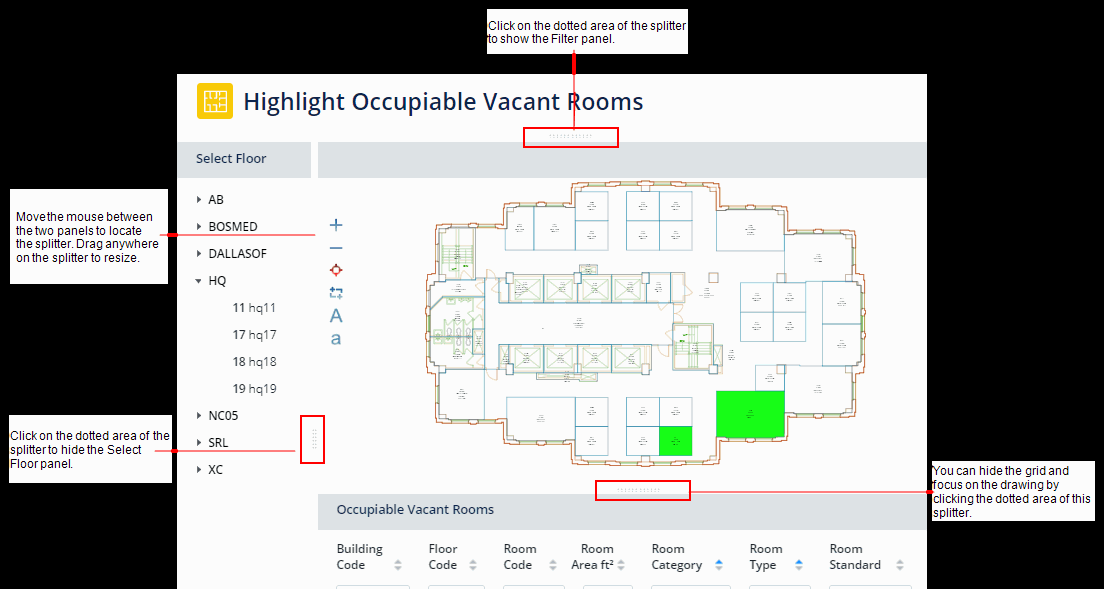 Click on the dotted area of the splitter
to show the Filter panel.
Highlight Occupiable Vacant Rooms
Select Floor
AB
BOSMED
DALLASOF
HQ
11 hq11
17 hq17
18 hq18
19 hq19
NC05
SRL
XC
Move the mouse between
the two panels to locate
the splitter. Drag anywhere
on the splitter to resize.
Click on the dotted area of the
splitter to hide the Select
Floor panel.
A
a
You can hide the grid and
focus on the drawing by
clicking the dotted area of this
splitter.
Occupiable Vacant Rooms
Building
Code
Floor
Code
Room
Code
Room
Area ft²
Room
Category
Room
Type
Room
Standard